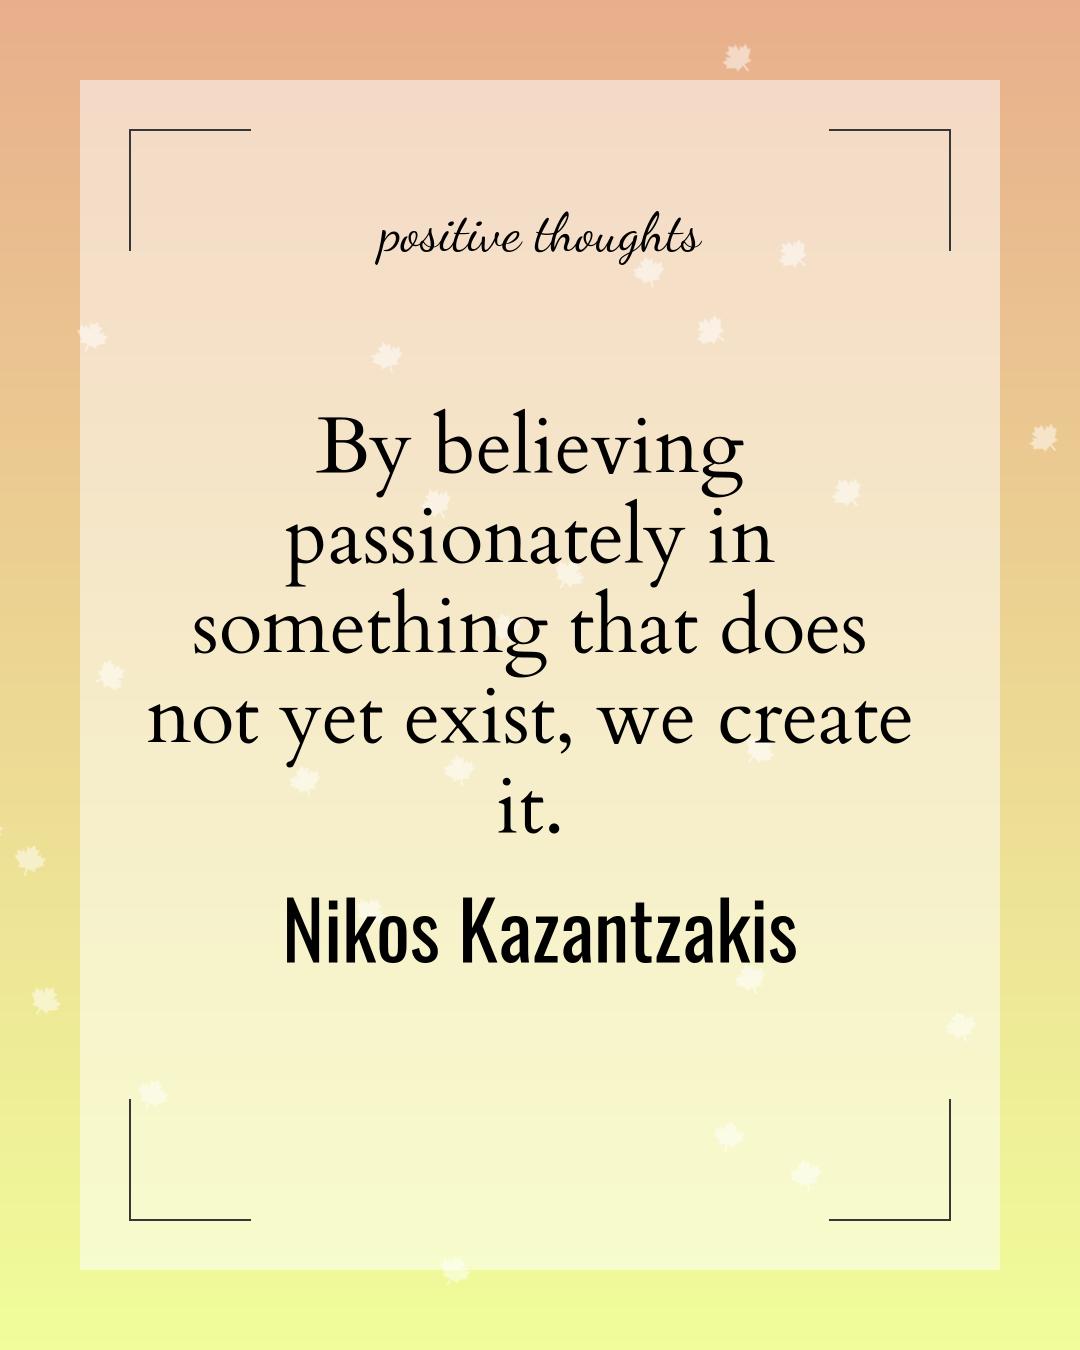 positive thoughts
By believing
passionately in
something that does
not yet exist, we create
it.
Nikos Kazantzakis